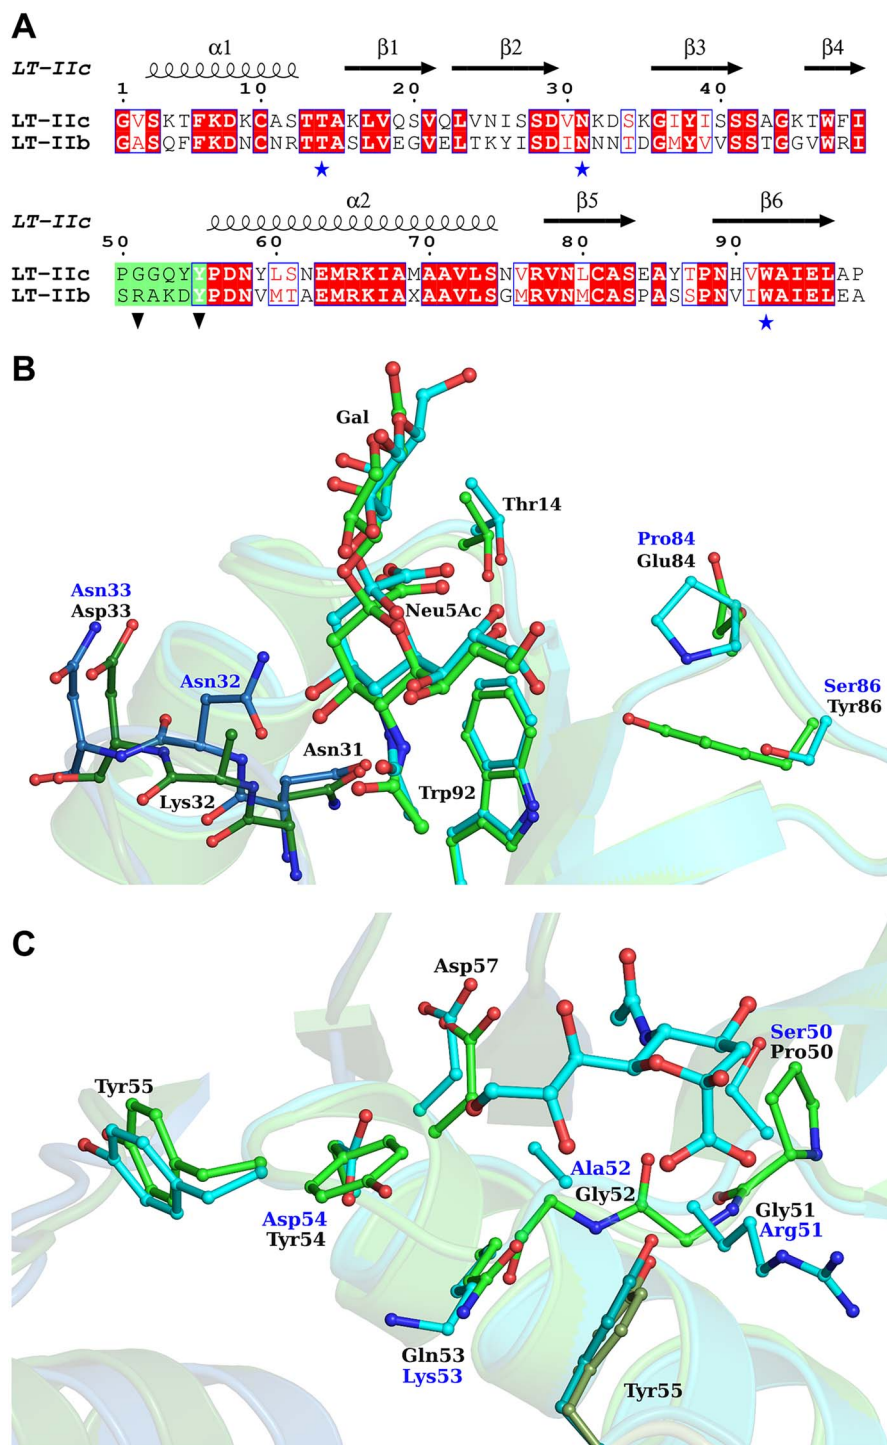 A
α1 β1 β2 β3 β4
LT-IIc
1 10 20 30 40
LT-IIc GVSKTFKDKCASTTAKLVQSVQLVNISSDVNKDSKGIYISSSAGKTWFI
LT-IIb GASQFFKDNCNRTTASLVEGVELTKYISDINNNTDGMYVVSSTGGVWRI
α2 β5 β6
LT-IIc
50 60 70 80 90
LT-IIc PGGQYYPDNYLSNEMRKIAMAAVLSNVRVNLCASEAYTPNHVWAIELAP
LT-IIb SRAKDYPDNVMTAEMRKIAXAAVLSGMRVNMCASPASSPNVIWAIELEA
B
Gal
Thr14
Pro84
Glu84
Asn33
Asp33
Neu5Ac
Asn32
Ser86
Tyr86
Asn31
Lys32
Trp92
C
Asp57
Ser50
Pro50
Tyr55
Ala52
Gly52
Asp54
Tyr54
Gly51
Arg51
Gln53
Lys53
Tyr55